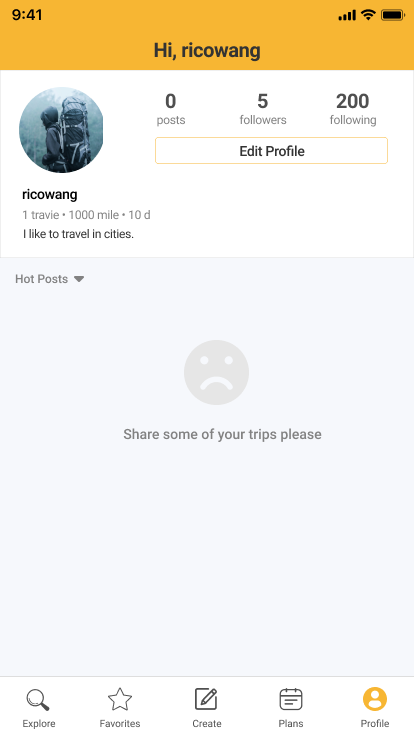 9:41
Hi, ricowang
0 5 200
posts followers following
Edit Profile
ricowang
1 travie • 1000 mile • 10 d
I like to travel in cities.
Hot Posts
Share some of your trips please
Explore Favorites Create Plans Profile